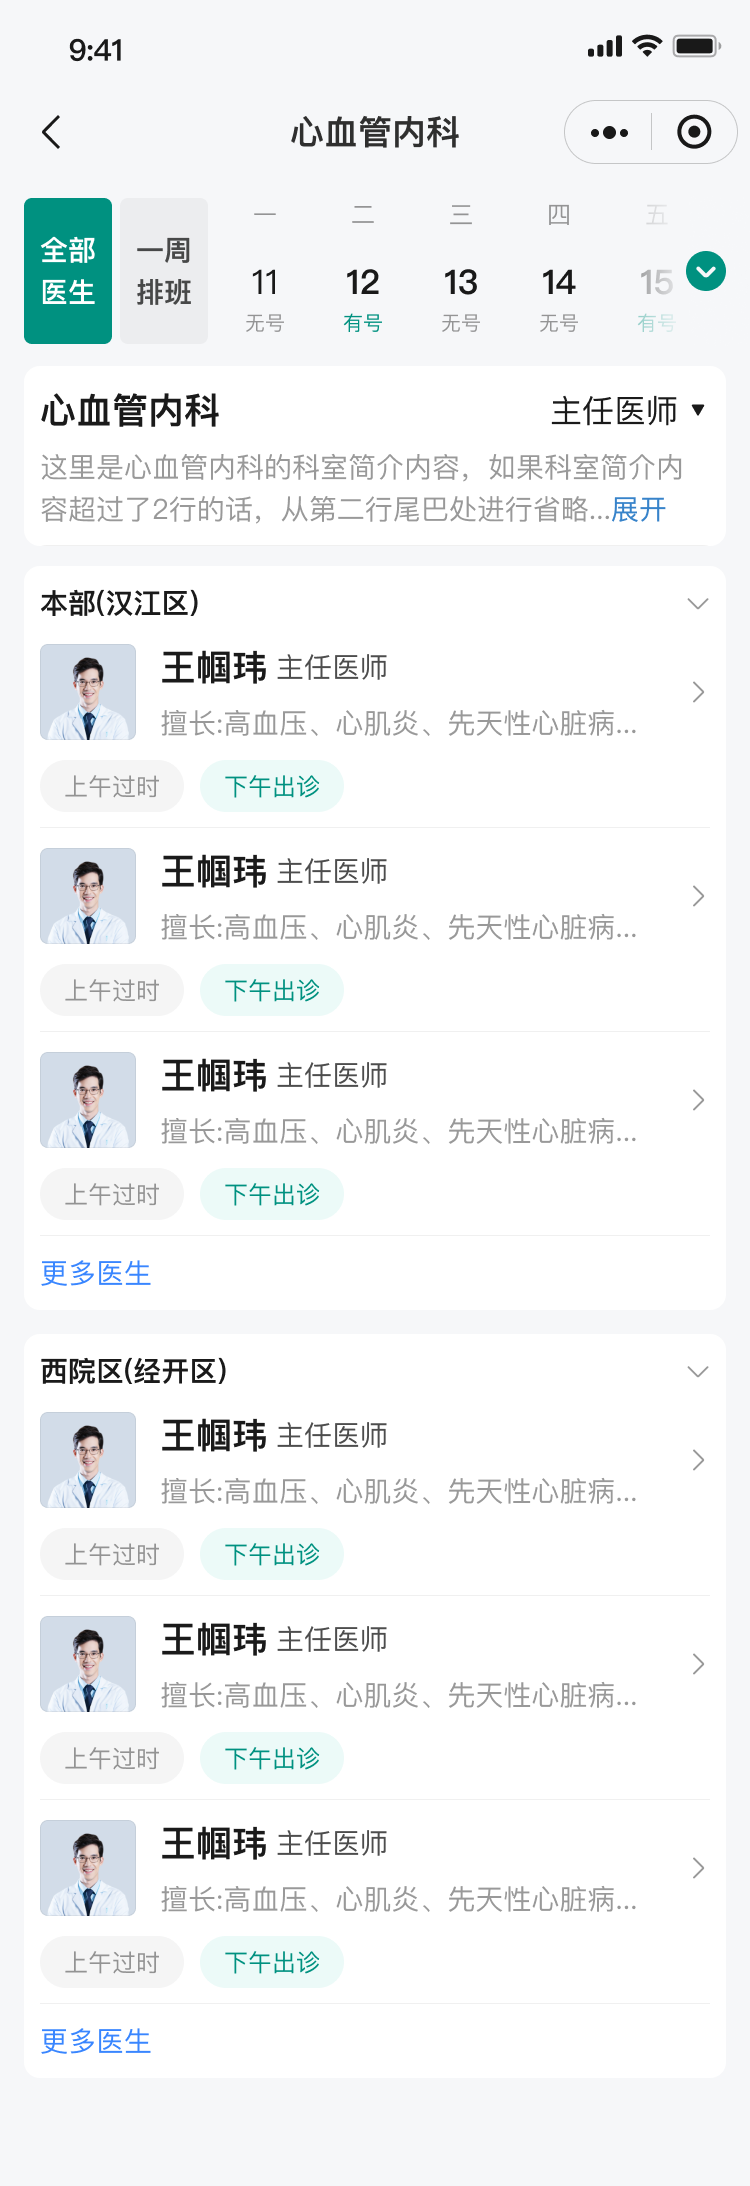 9:41
心血管内科
全部
医生
一周
排班
一 二 三 四 五
11 12 13 14 15
无号 有号 无号 无号 有号
心血管内科 主任医师
这里是心血管内科的科室简介内容，如果科室简介内
容超过了2行的话，从第二行尾巴处进行省略...展开
本部(汉江区)
王帼玮 主任医师
擅长:高血压、心肌炎、先天性心脏病...
上午过时 下午出诊
王帼玮 主任医师
擅长:高血压、心肌炎、先天性心脏病...
上午过时 下午出诊
王帼玮 主任医师
擅长:高血压、心肌炎、先天性心脏病...
上午过时 下午出诊
更多医生
西院区(经开区)
王帼玮 主任医师
擅长:高血压、心肌炎、先天性心脏病...
上午过时 下午出诊
王帼玮 主任医师
擅长:高血压、心肌炎、先天性心脏病...
上午过时 下午出诊
王帼玮 主任医师
擅长:高血压、心肌炎、先天性心脏病...
上午过时 下午出诊
更多医生